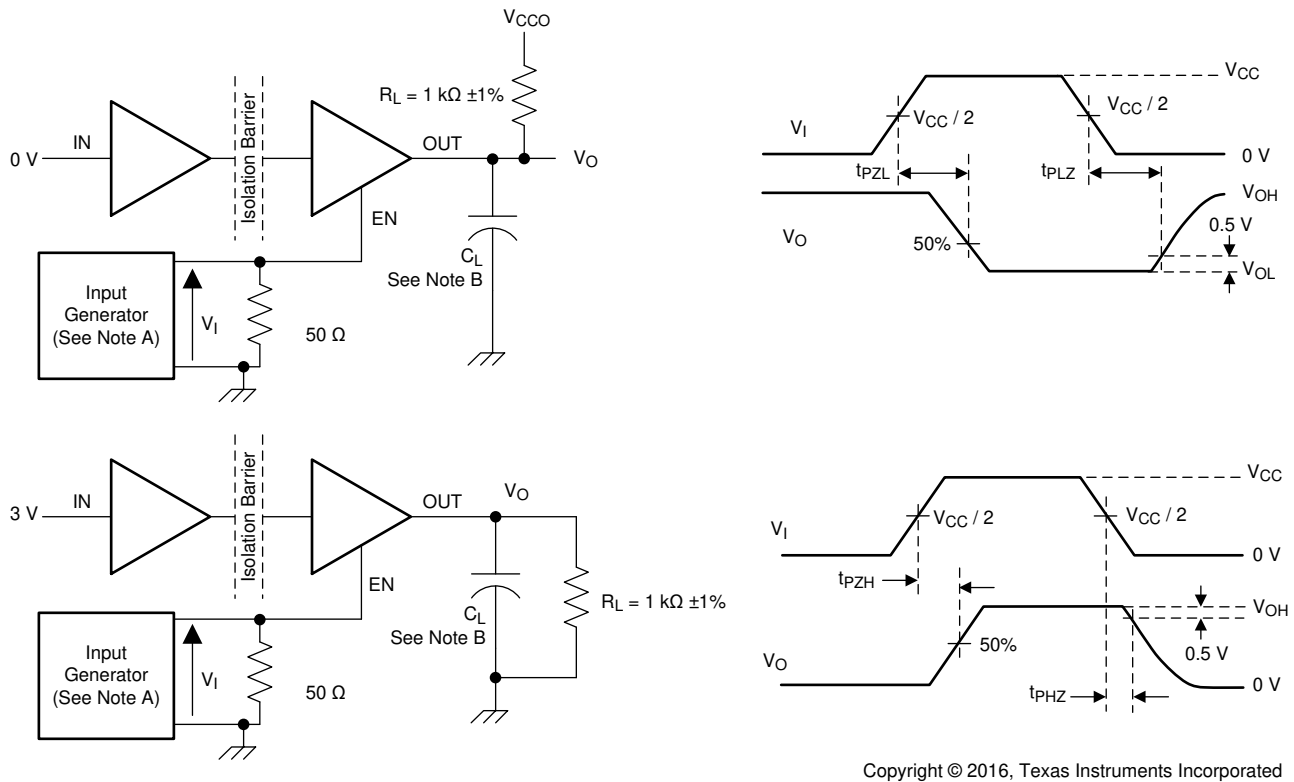 VCCO
RL = 1 kΩ ±1%
0 V
IN
Isolation Barrier
OUT
VO
EN
CL
See Note B
Input
Generator
(See Note A)
VI
50 Ω
VI
VCC / 2
VCC / 2
VCC
0 V
tPZL
tPLZ
VO
50%
VOH
0.5 V
VOL
3 V
IN
Isolation Barrier
OUT
VO
EN
CL
See Note B
RL = 1 kΩ ±1%
Input
Generator
(See Note A)
VI
50 Ω
VI
VCC / 2
VCC / 2
VCC
0 V
tPZH
VO
50%
VOH
0.5 V
tPHZ
0 V
Copyright © 2016, Texas Instruments Incorporated